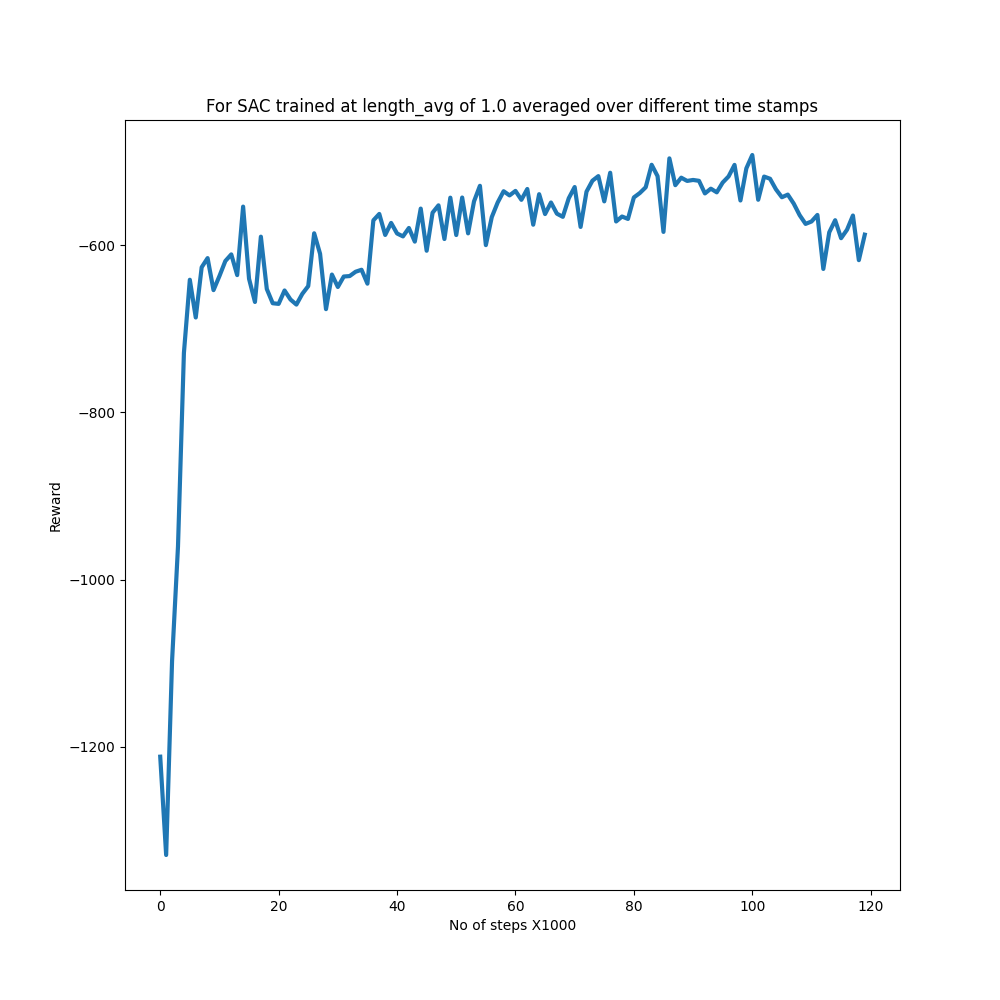 For SAC trained at length_avg of 1.0 averaged over different time stamps
−600
−800
−1000
−1200
Reward
0 20 40 60 80 100 120
No of steps X1000